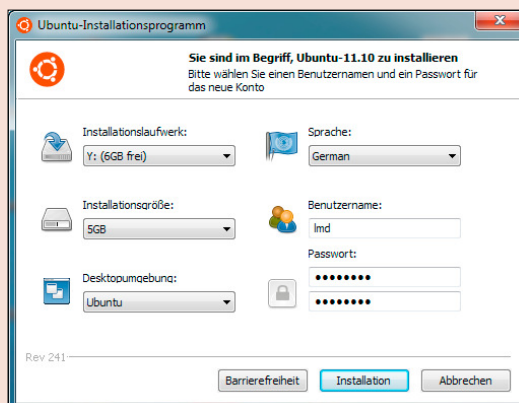 Ubuntu-Installationsprogramm
Sie sind im Begriff, Ubuntu-11.10 zu installieren
Bitte wählen Sie einen Benutzernamen und ein Passwort für
das neue Konto
Installationslaufwerk:
Y: (6GB frei)
Sprache:
German
Installationsgröße:
5GB
Benutzername:
lmd
Passwort:
●●●●●●●●
●●●●●●●●
Desktopumgebung:
Ubuntu
Rev 241
Barrierefreiheit
Installation
Abbrechen